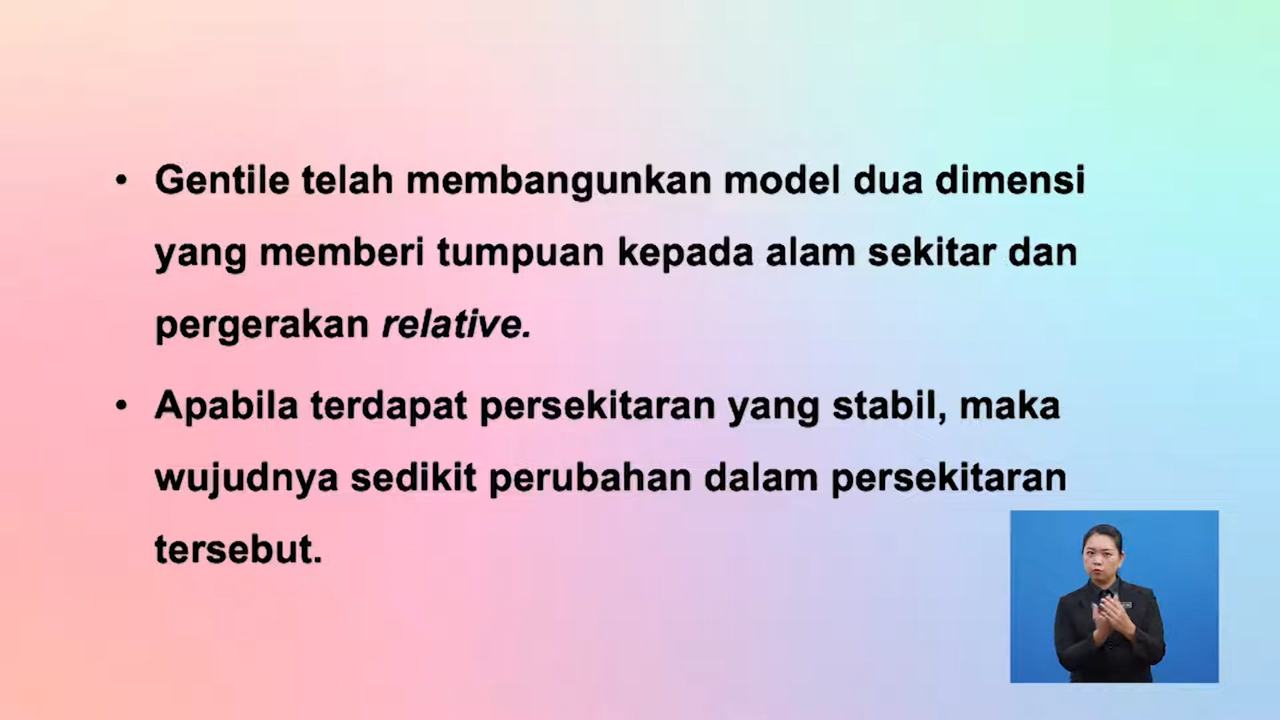 • Gentile telah membangunkan model dua dimensi
yang memberi tumpuan kepada alam sekitar dan
pergerakan relative.
• Apabila terdapat persekitaran yang stabil, maka
wujudnya sedikit perubahan dalam persekitaran
tersebut.